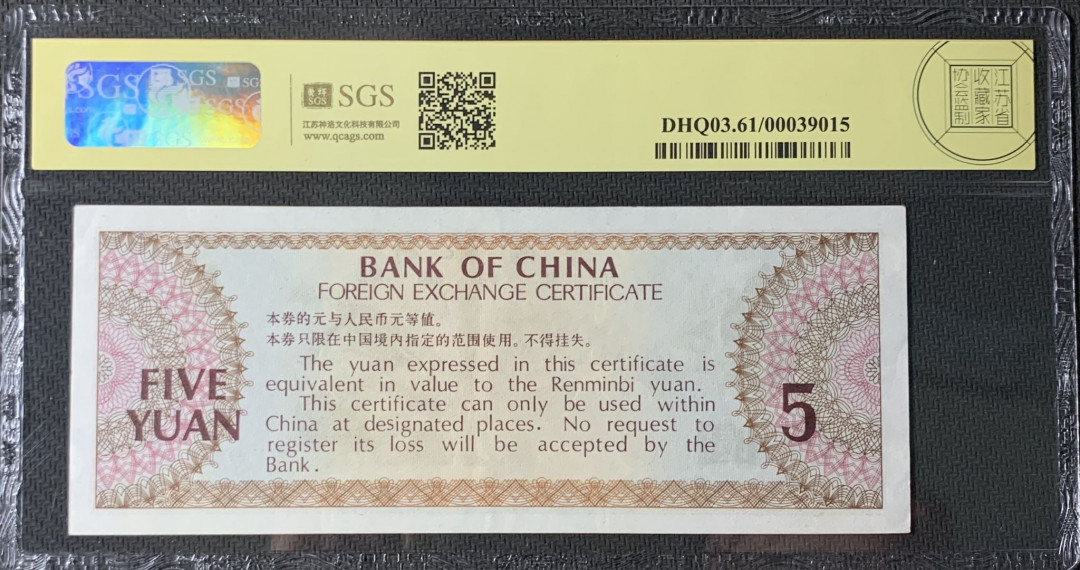 SGS
SGS
SG
SGS
SGS
SGS
江苏神洛文化科技有限公司
www.qcags.com
DHQ03.61/00039015
江苏省
收藏家
协会监制
BANK OF CHINA
FOREIGN EXCHANGE CERTIFICATE
本券的元与人民币元等值。
本券只限在中国境内指定的范围使用。不得挂失。
The yuan expressed in this certificate is
equivalent in value to the Renminbi yuan.
This certificate can only be used within
China at designated places. No request to
register its loss will be accepted by the
Bank.
FIVE
YUAN
5